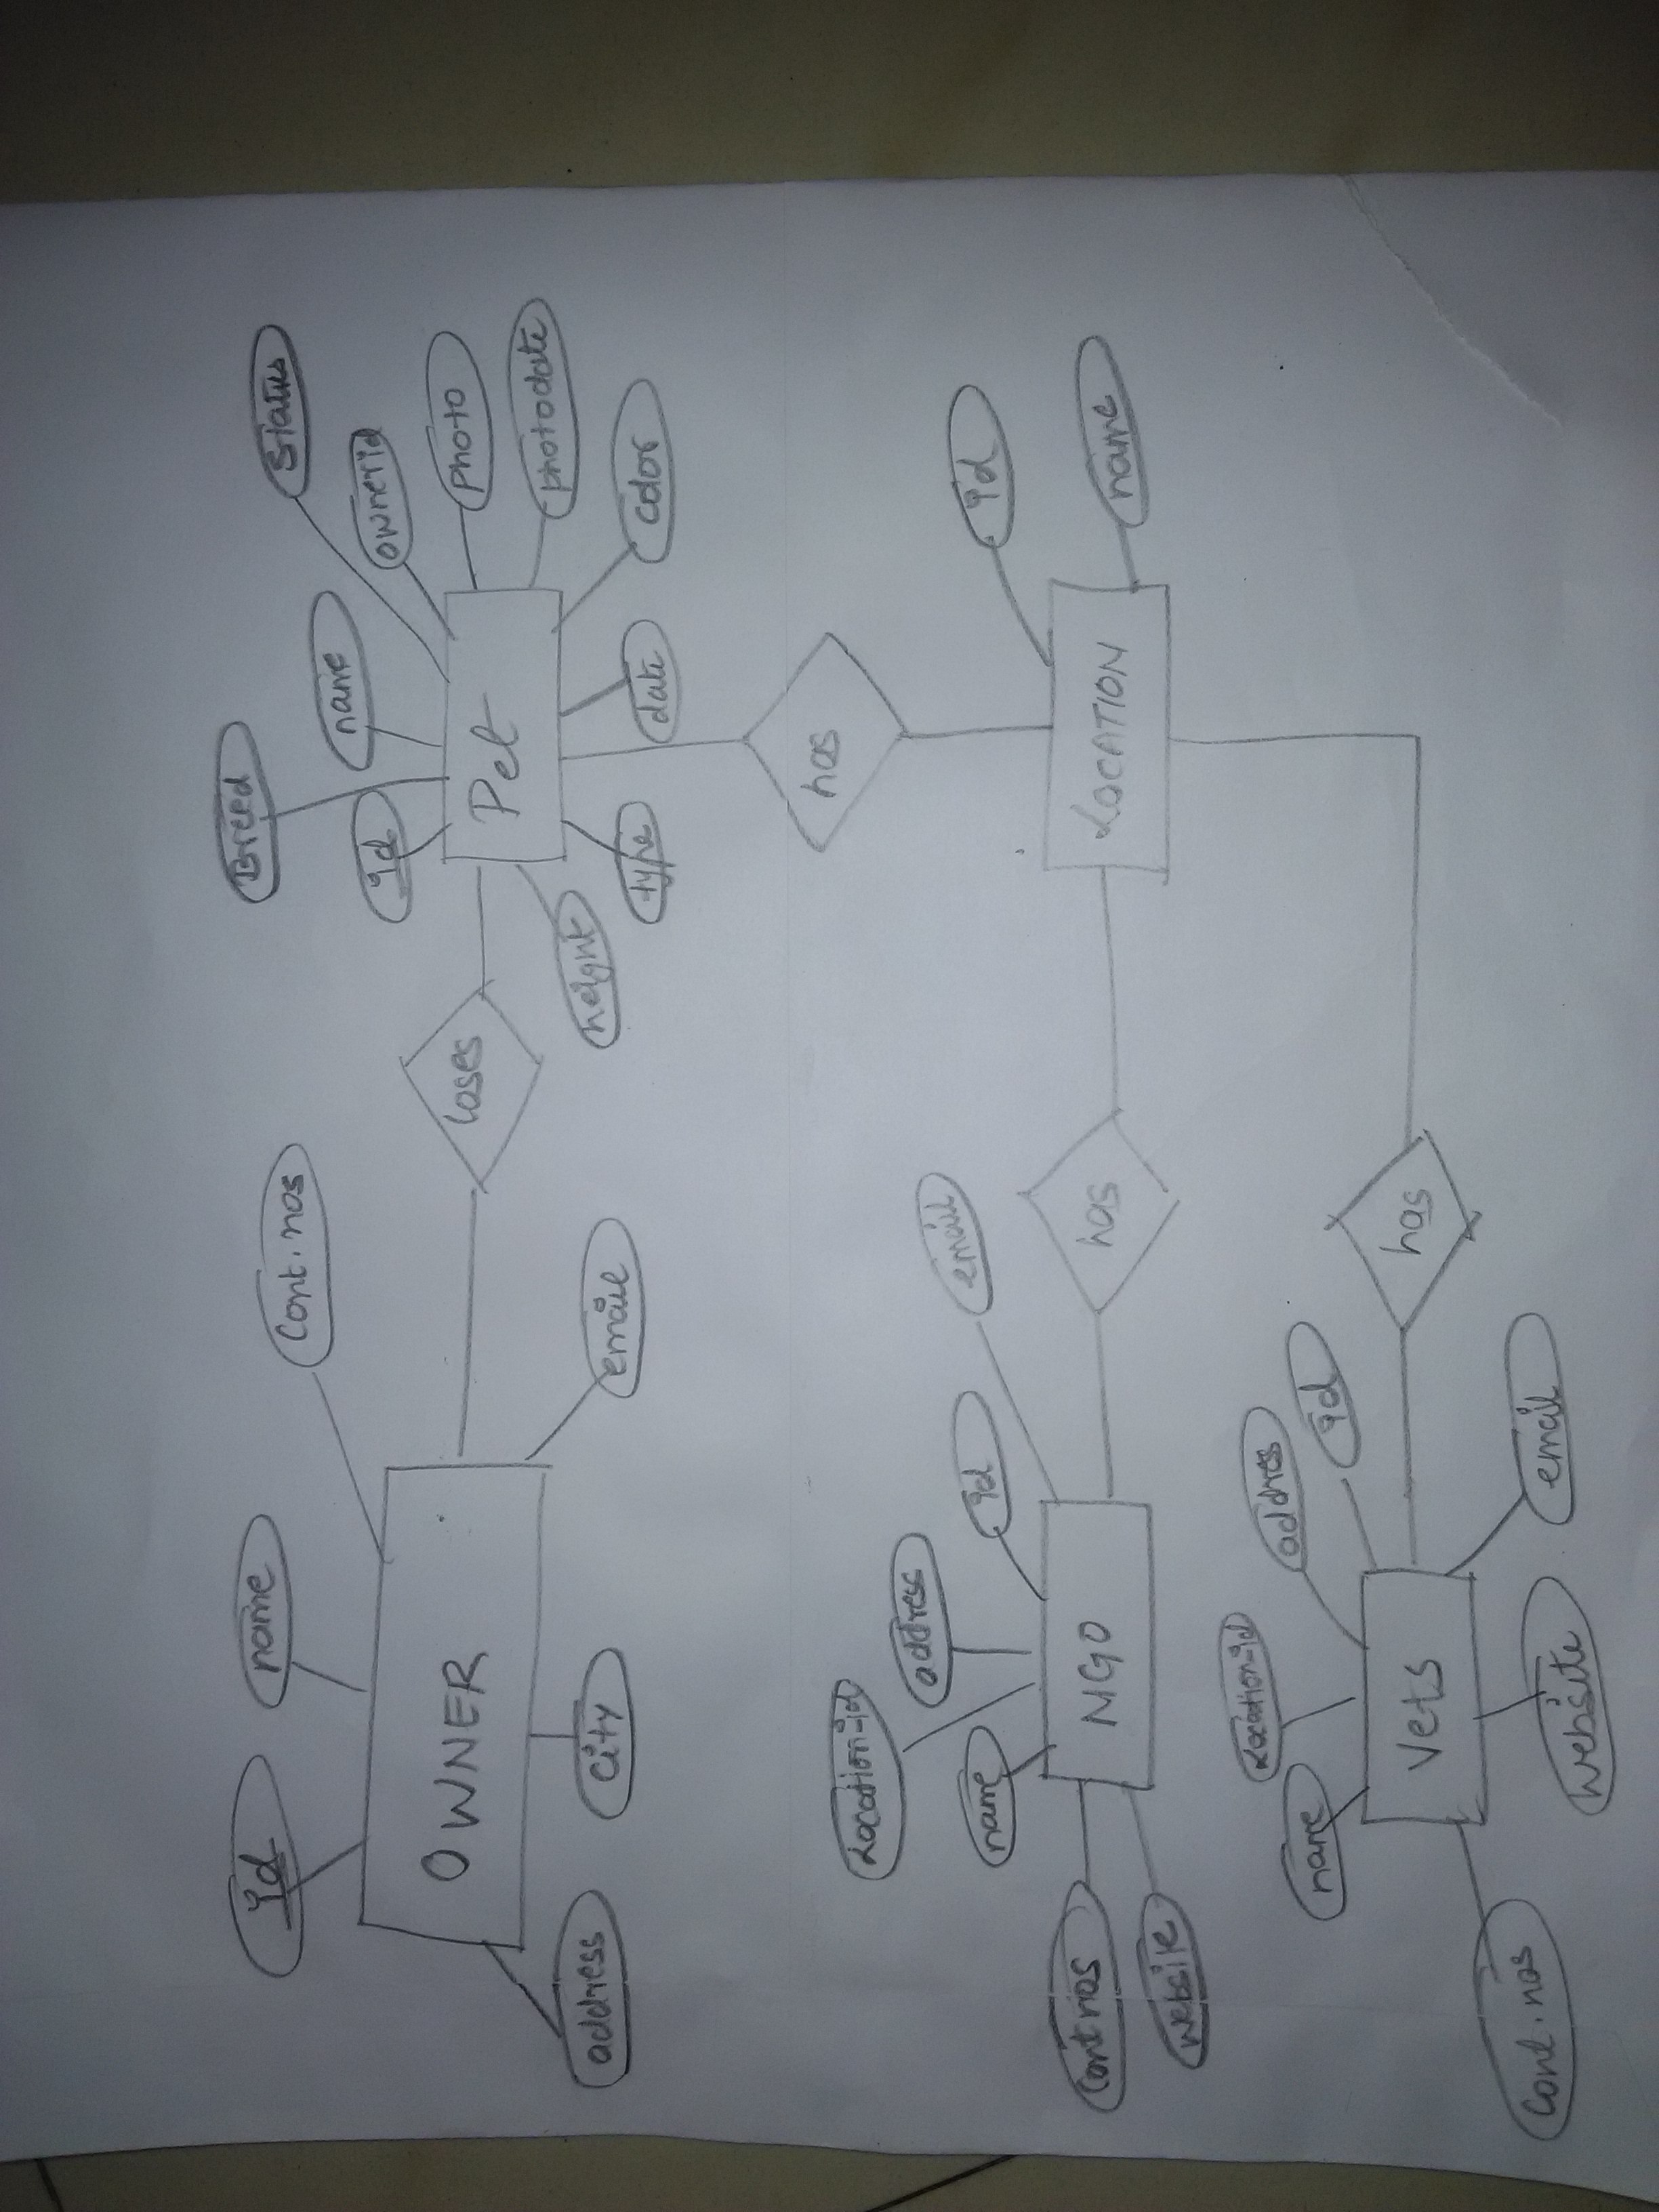 Id
name
Cont. nos
OWNER
address
City
email
loses
Breed
Id
name
Status
ownerid
photo
photodate
color
Pet
height
type
date
has
Location-id
address
id
email
name
NGO
Cont nos
website
has
LOCATION
id
name
Location-id
address
id
name
Vets
Cont. nos
website
email
has